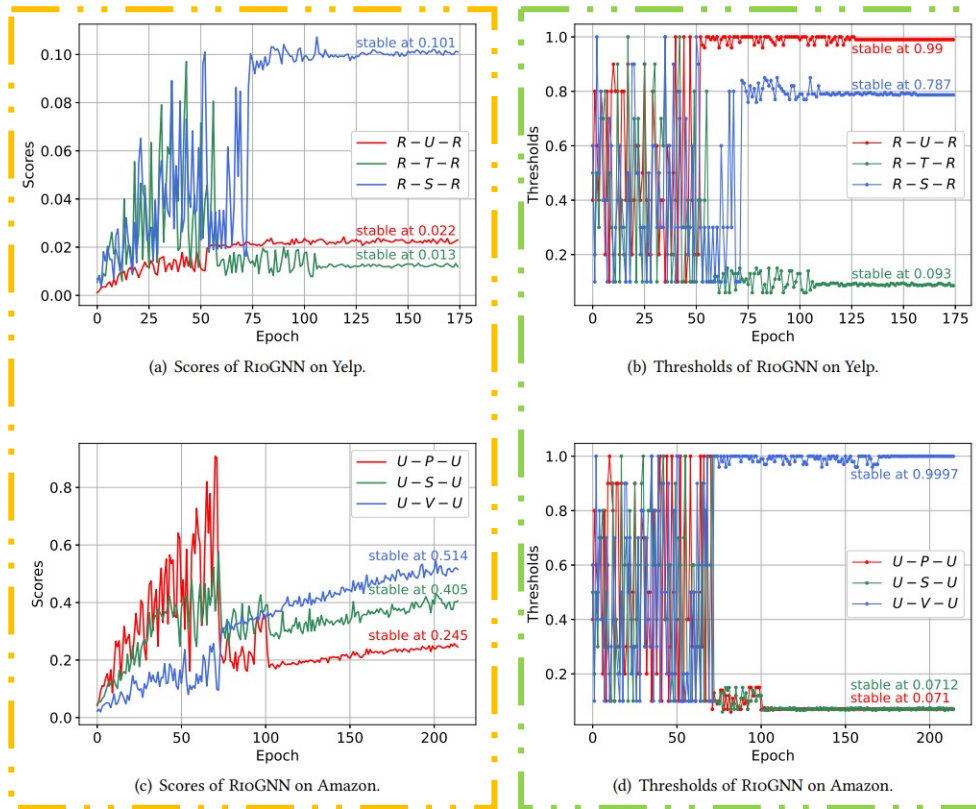 0.10
0.08
0.06
0.04
0.02
0.00
Scores
stable at 0.101
R − U − R
R − T − R
R − S − R
stable at 0.022
stable at 0.013
0 25 50 75 100 125 150 175
Epoch
(a) Scores of RioGNN on Yelp.
1.0
0.8
0.6
0.4
0.2
Thresholds
stable at 0.99
stable at 0.787
R − U − R
R − T − R
R − S − R
stable at 0.093
0 25 50 75 100 125 150 175
Epoch
(b) Thresholds of RioGNN on Yelp.
0.8
0.6
0.4
0.2
0.0
Scores
U − P − U
U − S − U
U − V − U
stable at 0.514
stable at 0.405
stable at 0.245
0 50 100 150 200
Epoch
(c) Scores of RioGNN on Amazon.
1.0
0.8
0.6
0.4
0.2
Thresholds
stable at 0.9997
U − P − U
U − S − U
U − V − U
stable at 0.0712
stable at 0.071
0 50 100 150 200
Epoch
(d) Thresholds of RioGNN on Amazon.